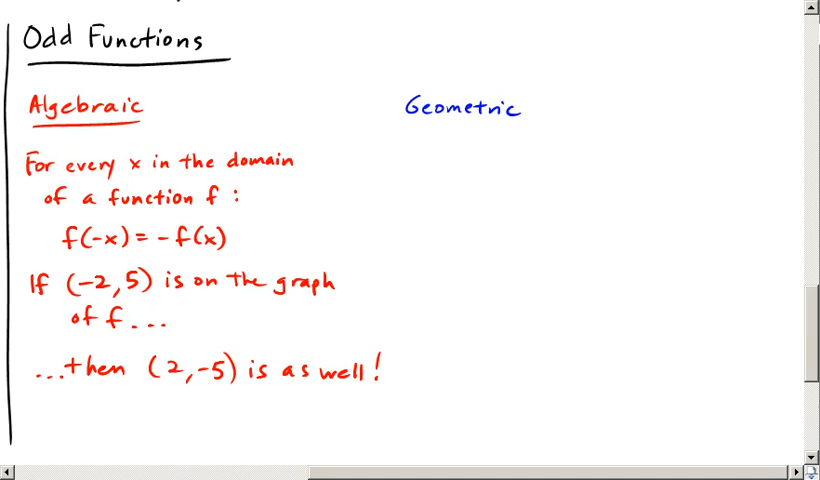 Odd Functions
Algebraic
For every x in the domain
of a function f :
f(-x) = -f(x)
If (-2, 5) is on the graph
of f ...
...then (2, -5) is as well!
Geometric